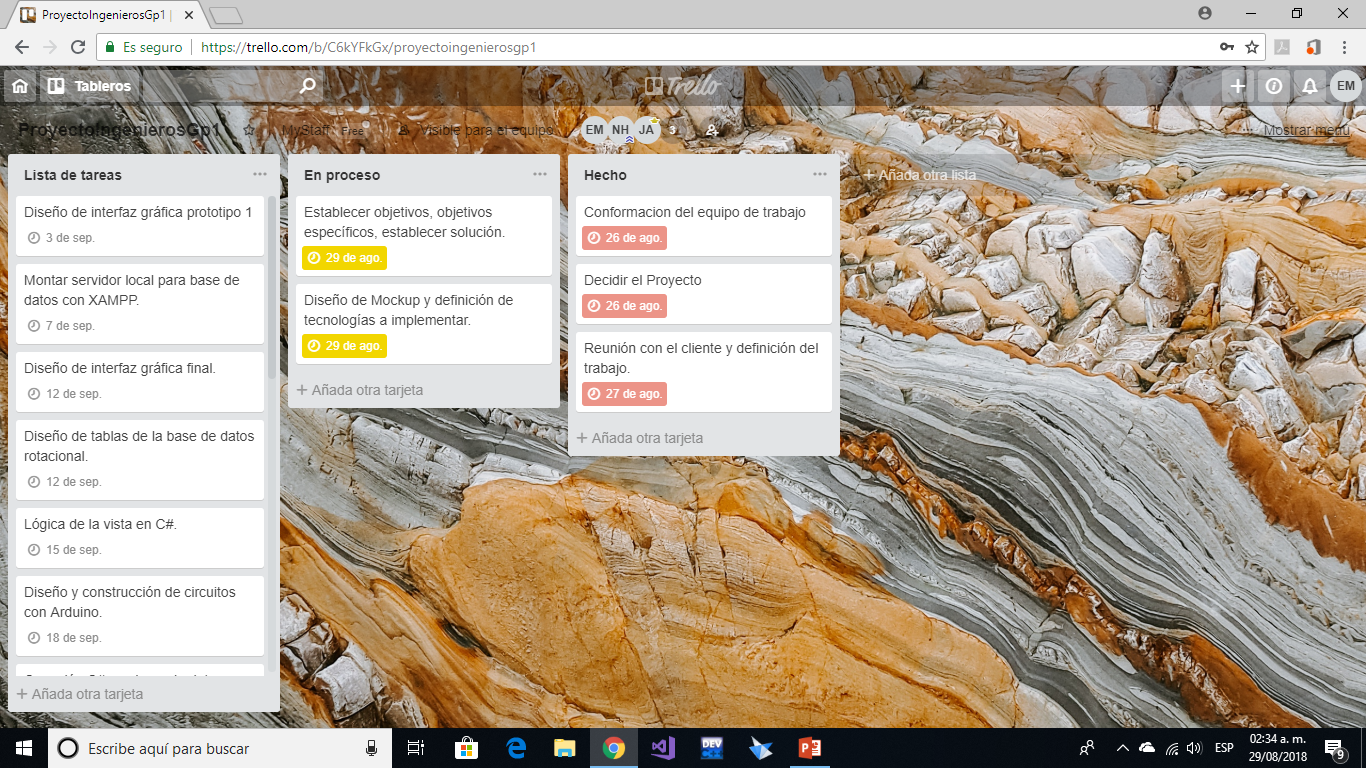 ProyectoIngenierosGp1 |
Es seguro | https://trello.com/b/C6kYFkGx/proyectoingenierosgp1
Tableros
Trello
EM
ProyectoIngenierosGp1
MyStaff Free
Visible para el equipo
EM NH JA 3
Mostrar menú
Lista de tareas
Diseño de interfaz gráfica prototipo 1
3 de sep.
Montar servidor local para base de
datos con XAMPP.
7 de sep.
Diseño de interfaz gráfica final.
12 de sep.
Diseño de tablas de la base de datos
rotacional.
12 de sep.
Lógica de la vista en C#.
15 de sep.
Diseño y construcción de circuitos
con Arduino.
18 de sep.
+ Añada otra tarjeta
En proceso
Establecer objetivos, objetivos
específicos, establecer solución.
29 de ago.
Diseño de Mockup y definición de
tecnologías a implementar.
29 de ago.
+ Añada otra tarjeta
Hecho
Conformacion del equipo de trabajo
26 de ago.
Decidir el Proyecto
26 de ago.
Reunión con el cliente y definición del
trabajo.
27 de ago.
+ Añada otra tarjeta
+ Añada otra lista
Escribe aquí para buscar
DEV
ESP
02:34 a. m.
29/08/2018
9